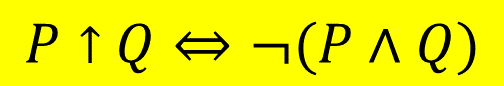 P ↑ Q ⇔ ¬(P ∧ Q)